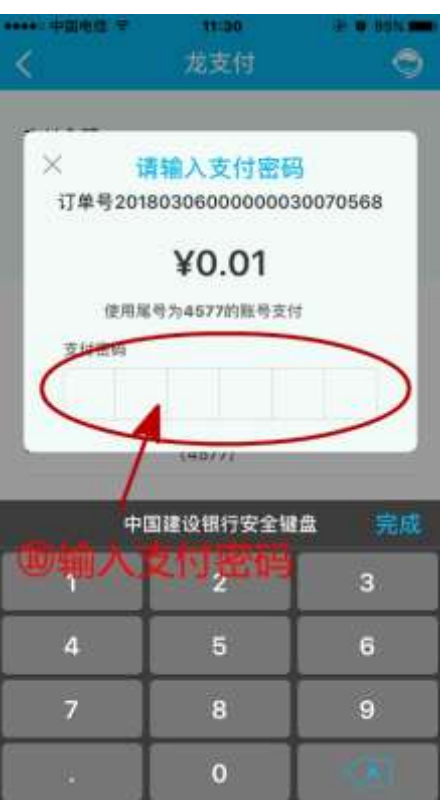 中国电信 11:30
龙支付
请输入支付密码
订单号20180306000000030070568
¥0.01
使用尾号为4577的账号支付
支付密码
(4577)
中国建设银行安全键盘 完成
⑩输入支付密码
1 2 3
4 5 6
7 8 9
. 0